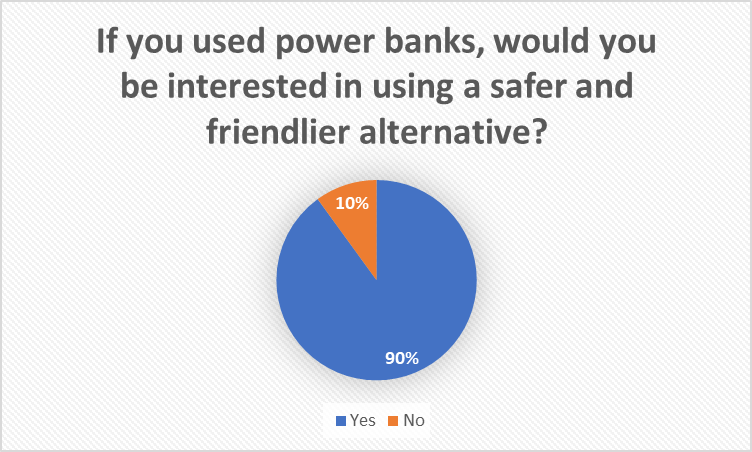 If you used power banks, would you
be interested in using a safer and
friendlier alternative?
10%
90%
Yes No